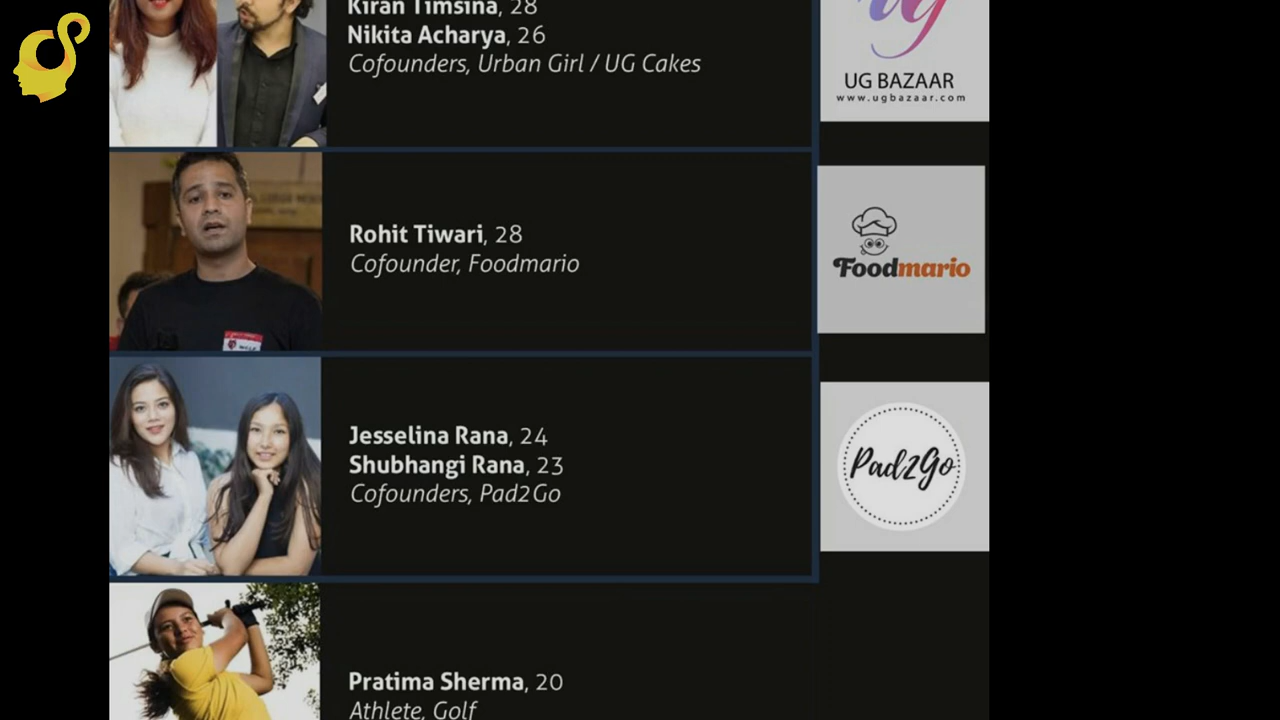 Kiran Timsina, 28
Nikita Acharya, 26
Cofounders, Urban Girl / UG Cakes
ug
UG BAZAAR
www.ugbazaar.com
Rohit Tiwari, 28
Cofounder, Foodmario
Foodmario
Jesselina Rana, 24
Shubhangi Rana, 23
Cofounders, Pad2Go
Pad2Go
Pratima Sherma, 20
Athlete, Golf